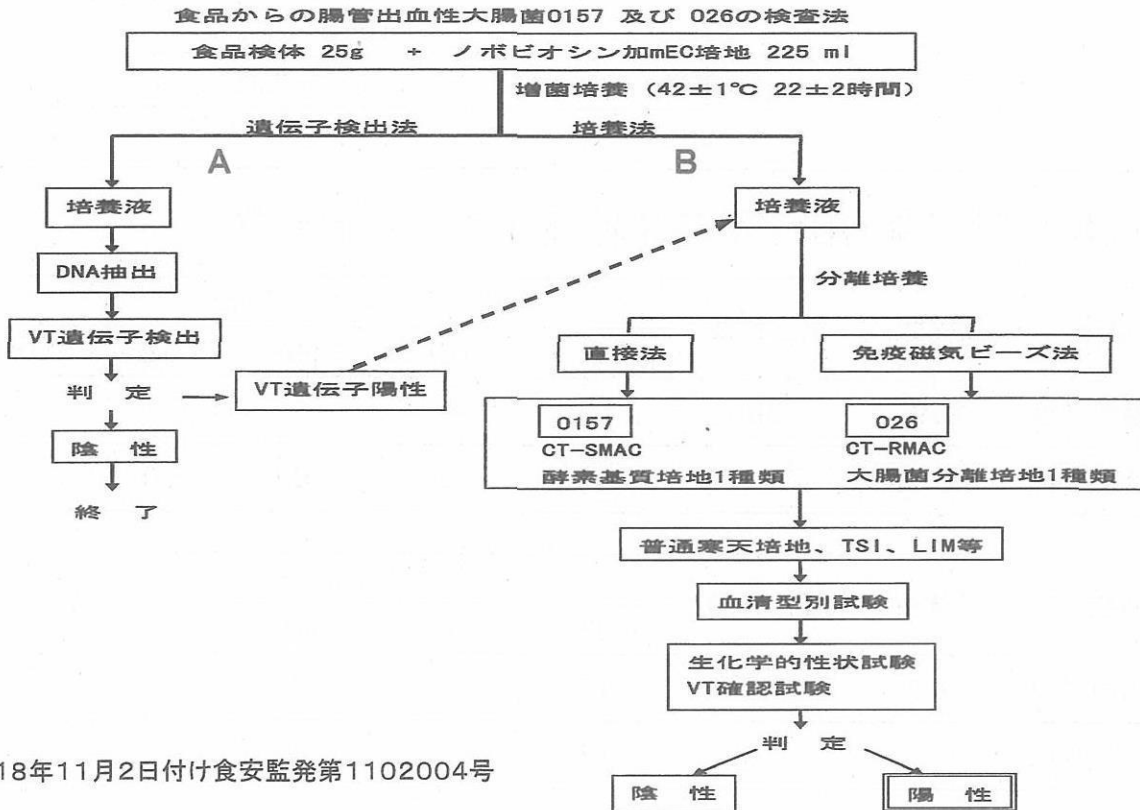 食品からの腸管出血性大腸菌O157 及び O26の検査法
食品検体 25g + ノボビオシン加mEC培地 225 ml
増菌培養 (42±1℃ 22±2時間)
遺伝子検出法
培養法
A
B
培養液
培養液
DNA抽出
分離培養
VT遺伝子検出
直接法
免疫磁気ビーズ法
判 定
VT遺伝子陽性
O157
O26
CT-SMAC
CT-RMAC
陰 性
酵素基質培地1種類
大腸菌分離培地1種類
終 了
普通寒天培地、TSI、LIM等
血清型別試験
生化学的性状試験
VT確認試験
判 定
18年11月2日付け食安監発第1102004号
陰 性
陽 性